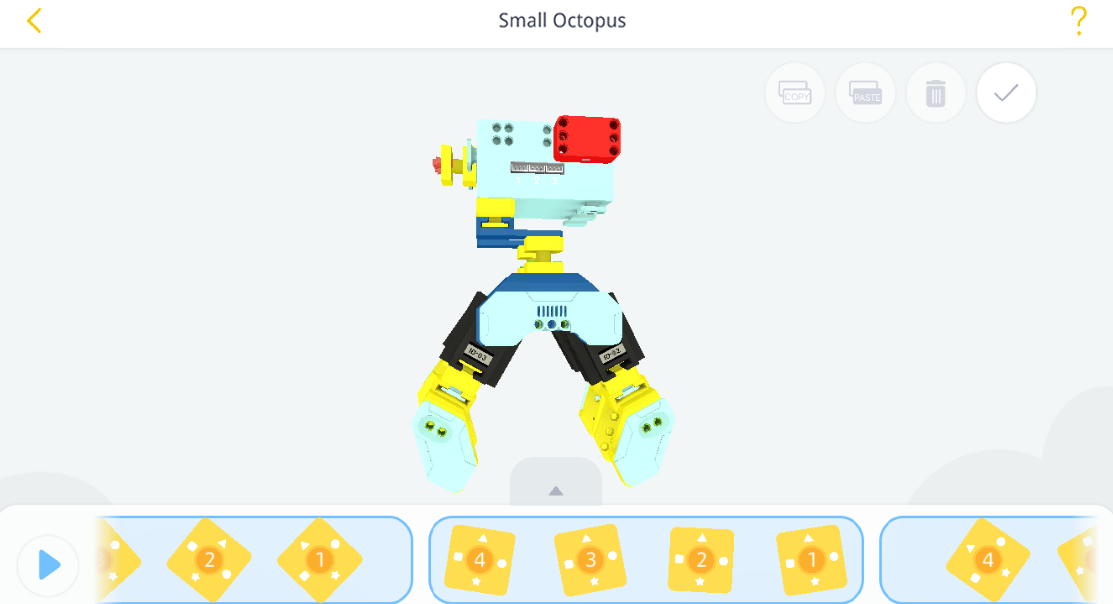 Small Octopus
?
COPY
PASTE
ID-03
ID-02
2
1
4
3
2
1
4